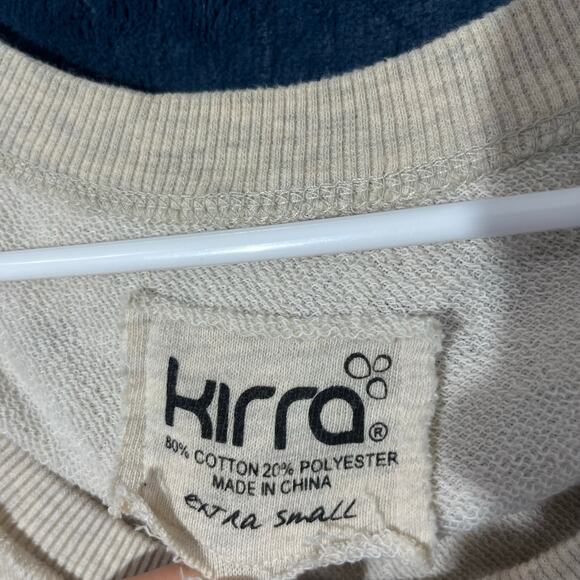 kirra®
80% COTTON 20% POLYESTER
MADE IN CHINA
extra small